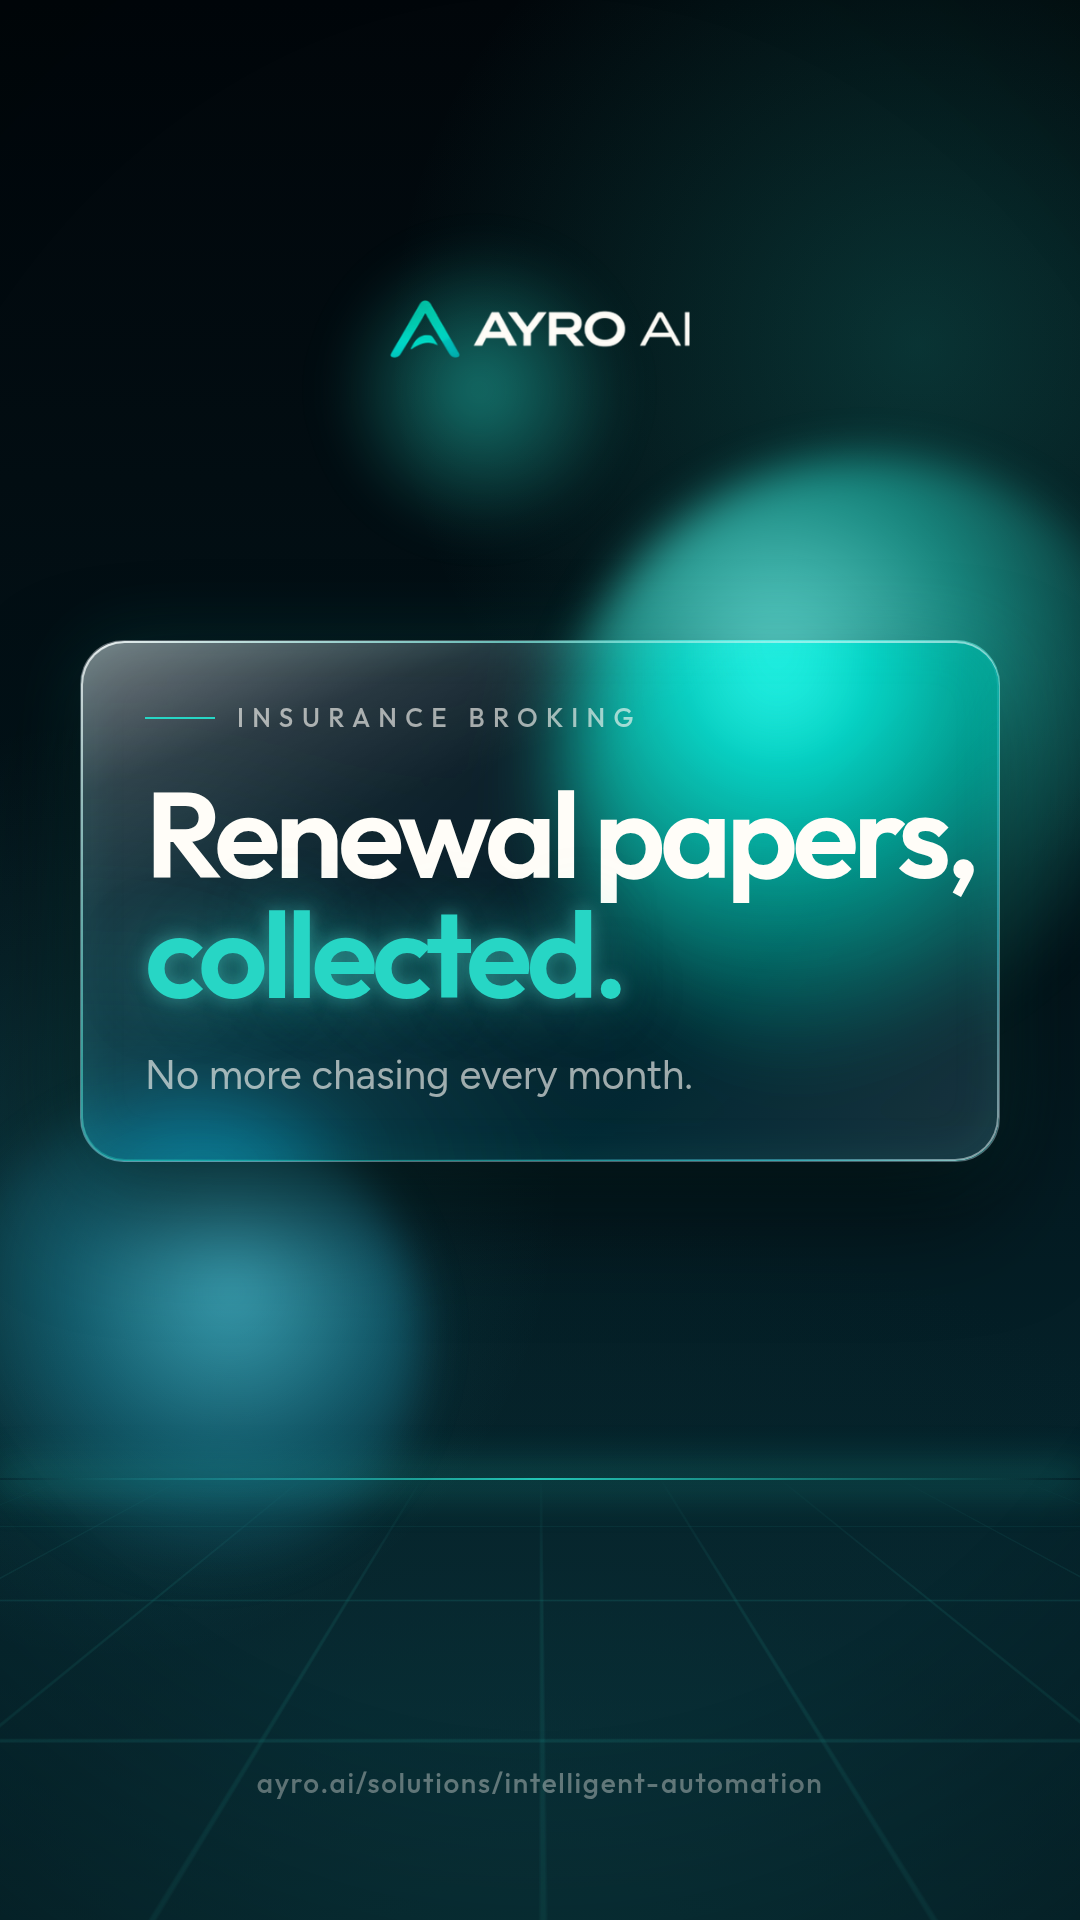 AYRO AI
INSURANCE BROKING
Renewal papers,
collected.
No more chasing every month.
ayro.ai/solutions/intelligent-automation